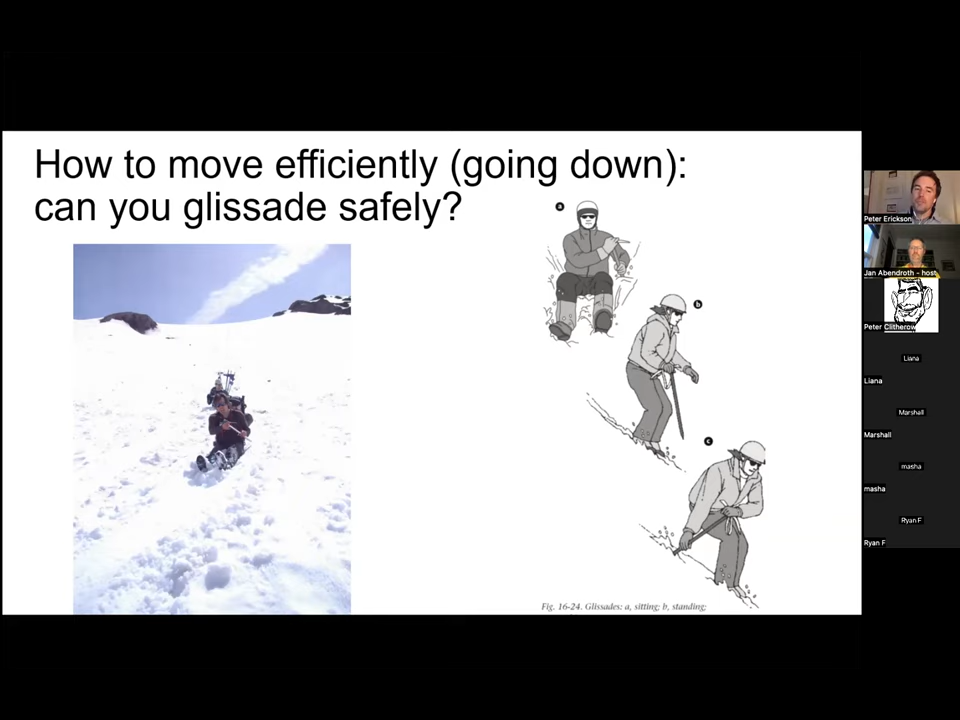 How to move efficiently (going down):
can you glissade safely?
a
b
c
Fig. 16-24. Glissades: a, sitting; b, standing;
Peter Erickson
Jan Abendroth - host
Peter Clitherow
Liana
Liana
Marshall
Marshall
masha
masha
Ryan F
Ryan F